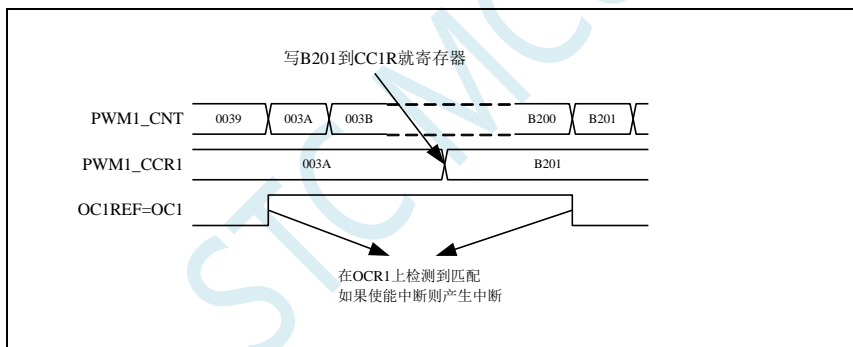 写B201到CC1R就寄存器
PWM1_CNT 0039 003A 003B B200 B201
PWM1_CCR1 003A B201
OC1REF=OC1
在OCR1上检测到匹配
如果使能中断则产生中断
STC MC